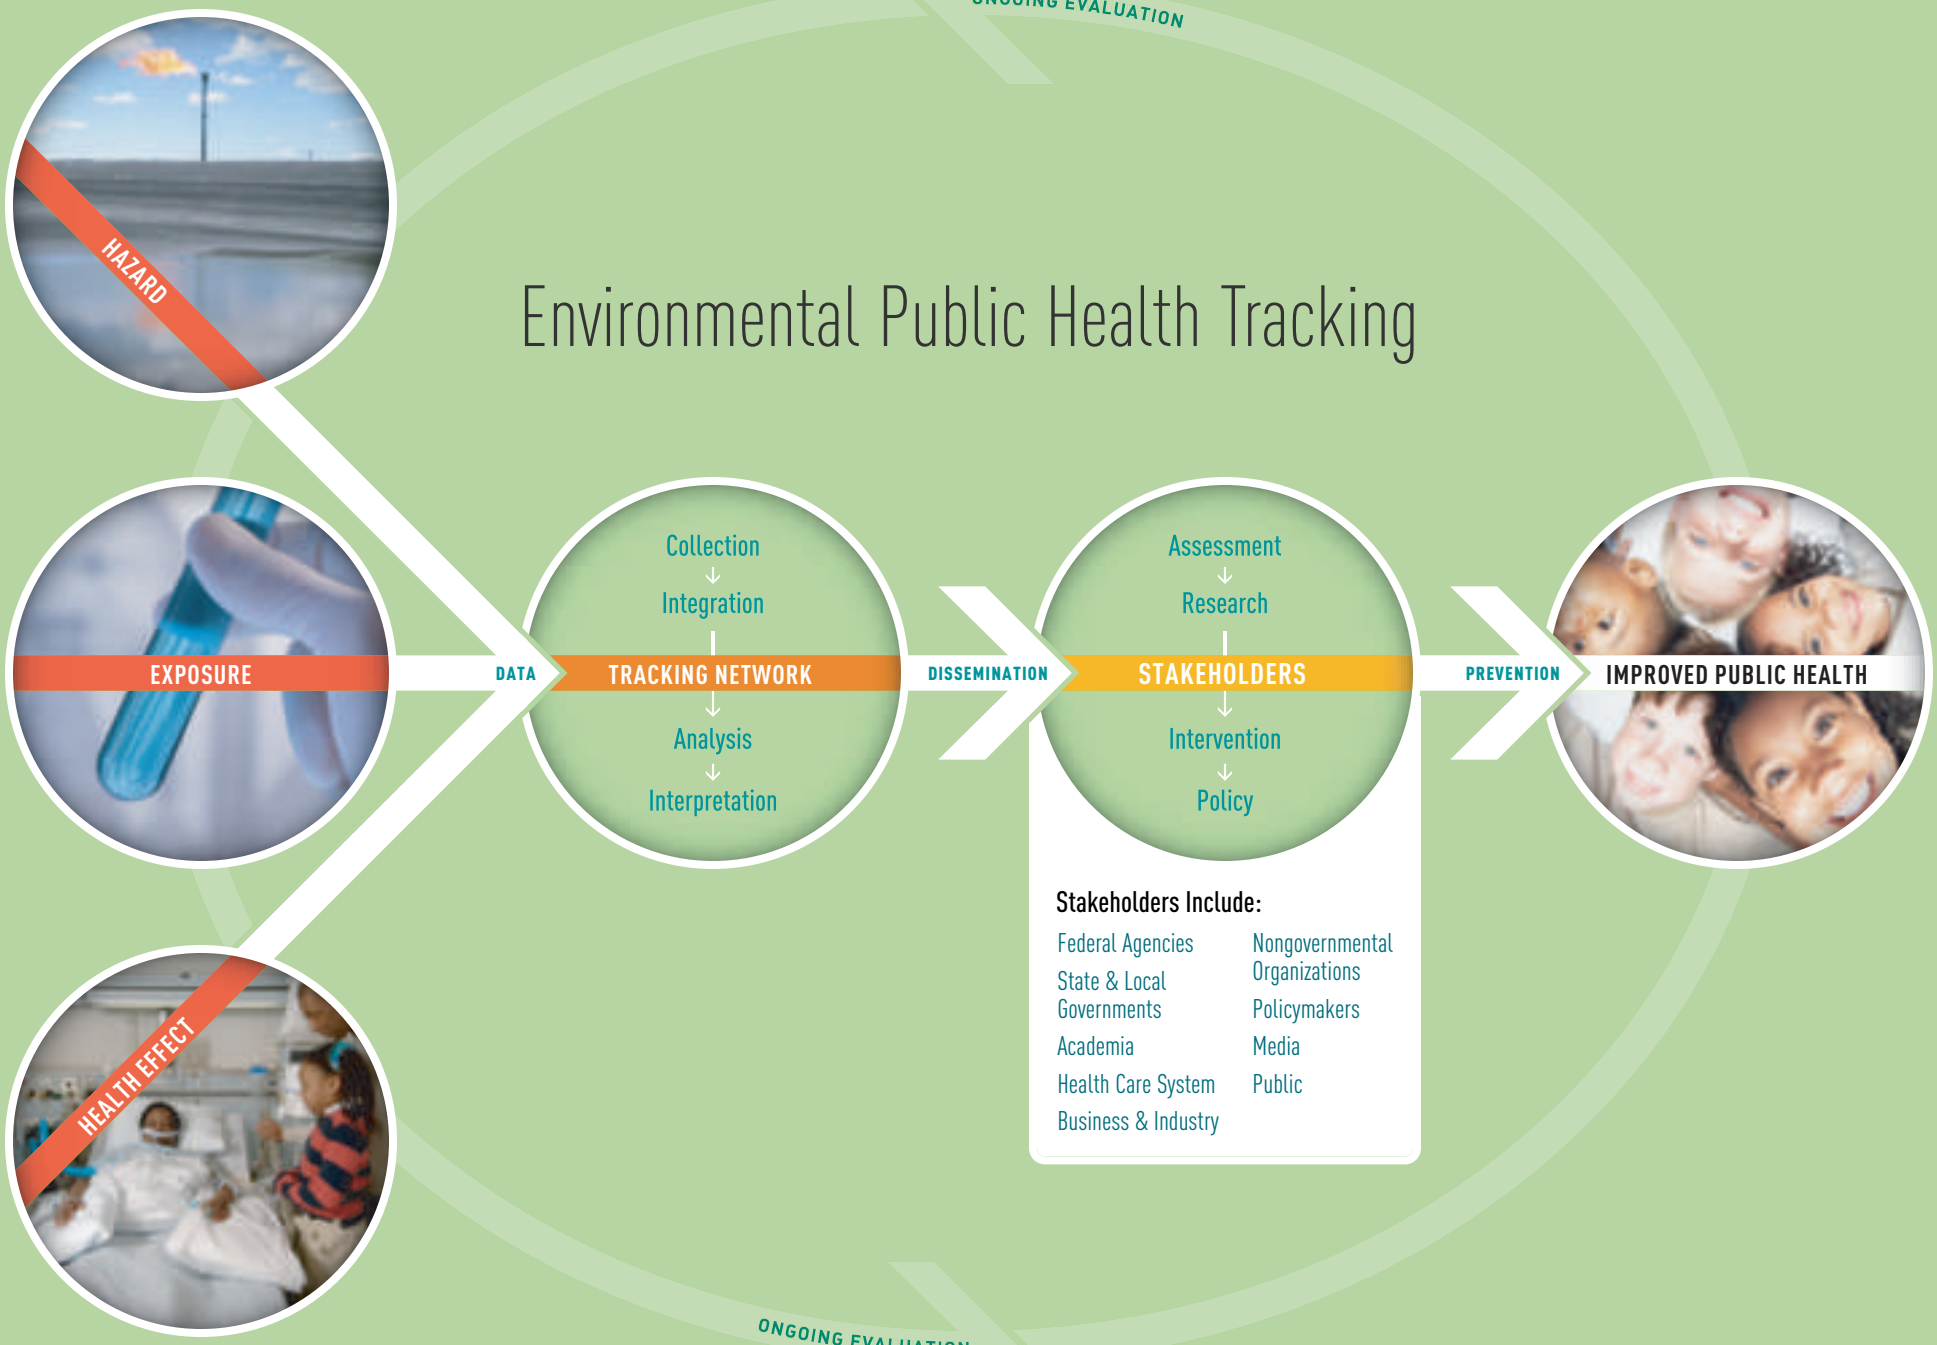 ONGOING EVALUATION
HAZARD
Environmental Public Health Tracking
EXPOSURE
DATA
Collection
Integration
TRACKING NETWORK
Analysis
Interpretation
DISSEMINATION
Assessment
Research
STAKEHOLDERS
Intervention
Policy
PREVENTION
IMPROVED PUBLIC HEALTH
HEALTH EFFECT
Stakeholders Include:
Federal Agencies
State & Local
Governments
Academia
Health Care System
Business & Industry
Nongovernmental
Organizations
Policymakers
Media
Public
ONGOING EVALUATION